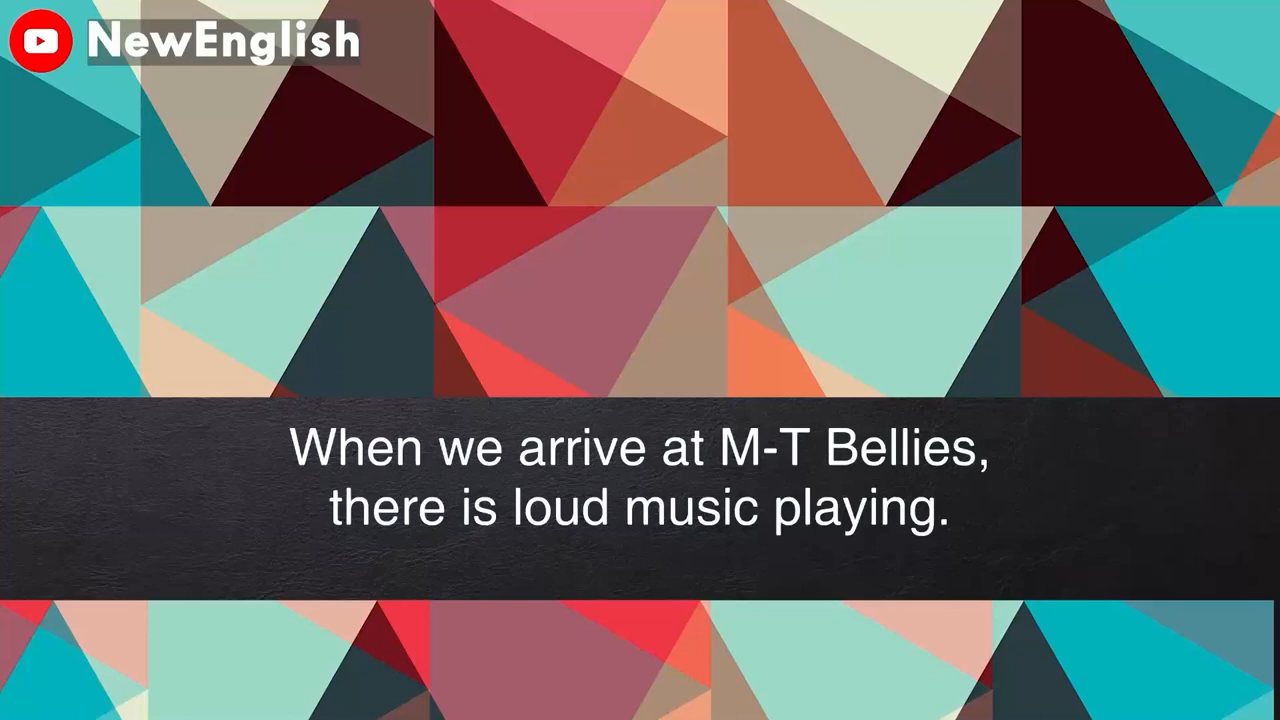 NewEnglish
When we arrive at M-T Bellies,
there is loud music playing.